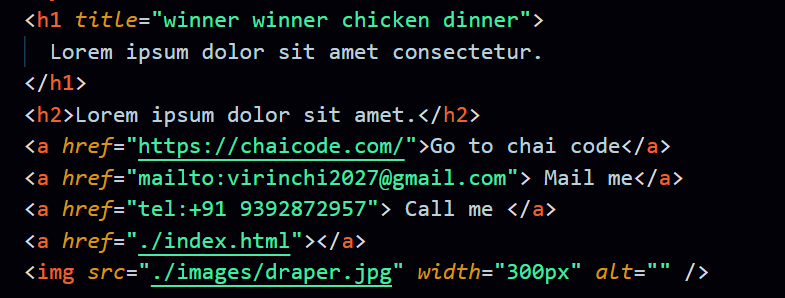 <h1 title="winner winner chicken dinner">
Lorem ipsum dolor sit amet consectetur.
</h1>
<h2>Lorem ipsum dolor sit amet.</h2>
<a href="https://chaicode.com/">Go to chai code</a>
<a href="mailto:virinchi2027@gmail.com"> Mail me</a>
<a href="tel:+91 9392872957"> Call me </a>
<a href="./index.html"></a>
<img src="./images/draper.jpg" width="300px" alt="" />